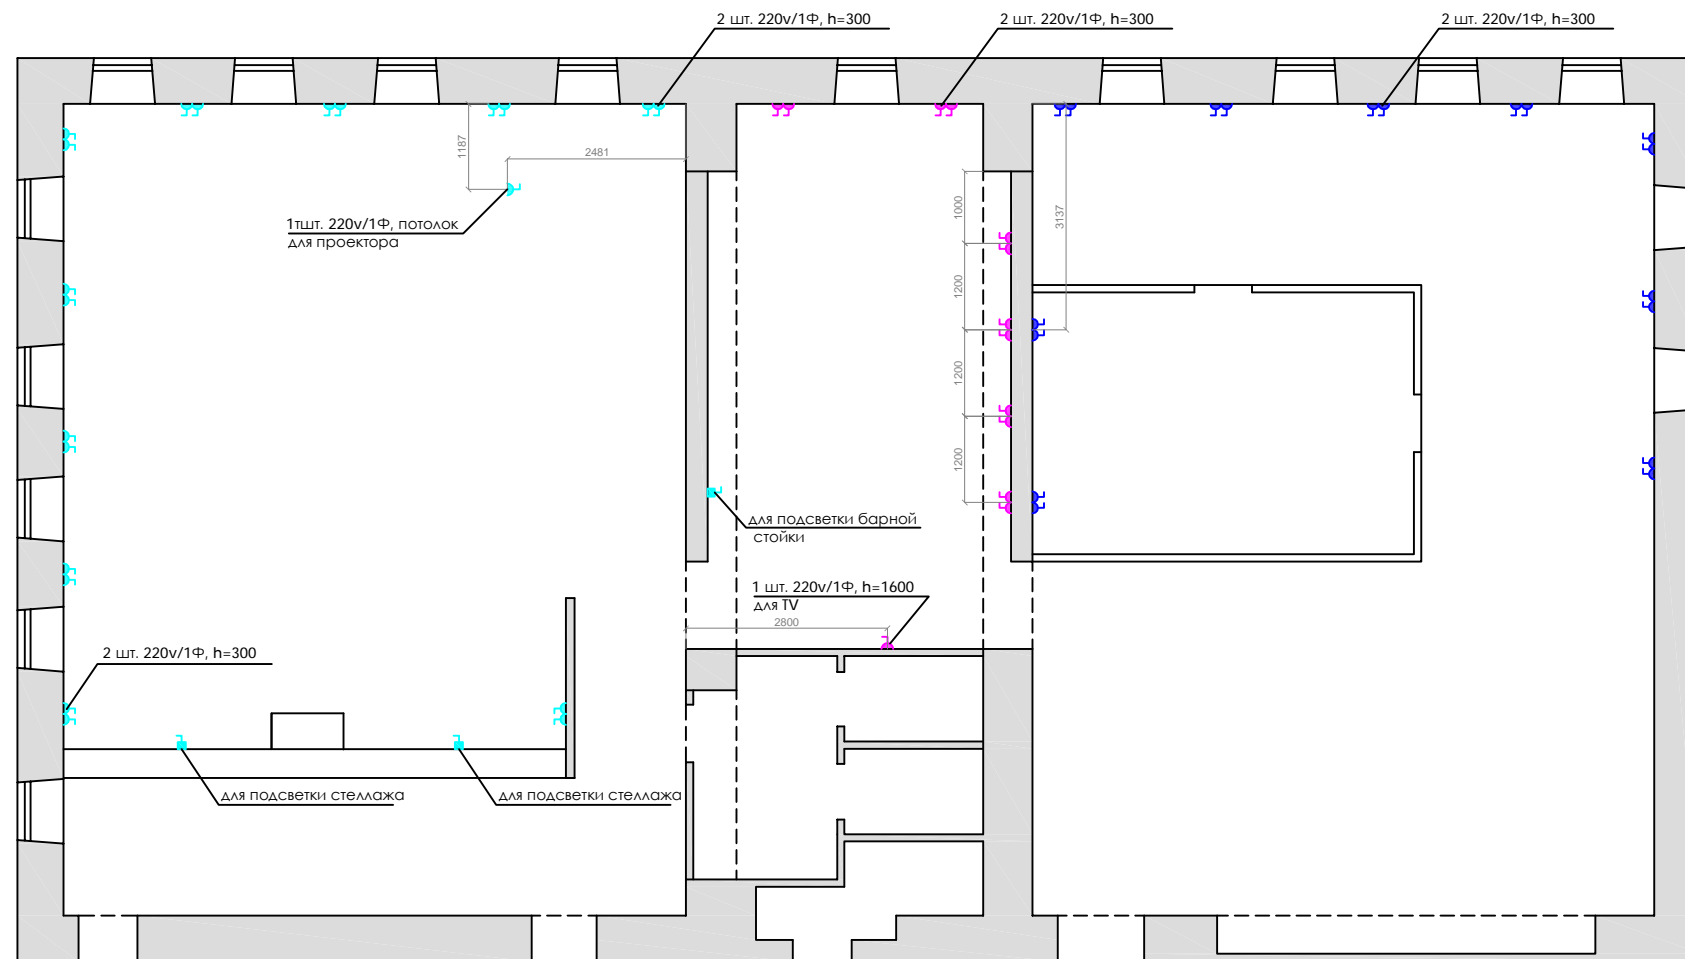 2 шт. 220v/1Ф, h=300
2 шт. 220v/1Ф, h=300
2 шт. 220v/1Ф, h=300
1187
2481
1тшт. 220v/1Ф, потолок
для проектора
1000
3137
1200
1200
1200
для подсветки барной
стойки
1 шт. 220v/1Ф, h=1600
для TV
2800
2 шт. 220v/1Ф, h=300
для подсветки стеллажа
для подсветки стеллажа